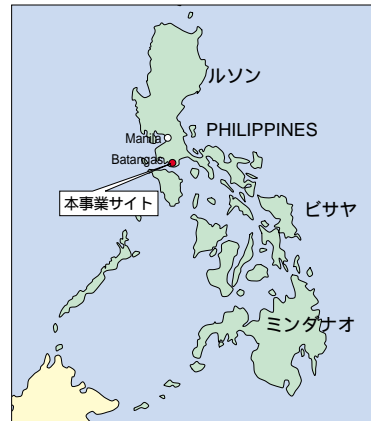 ルソン
Manila
PHILIPPINES
Batangas
本事業サイト
ビサヤ
ミンダナオ